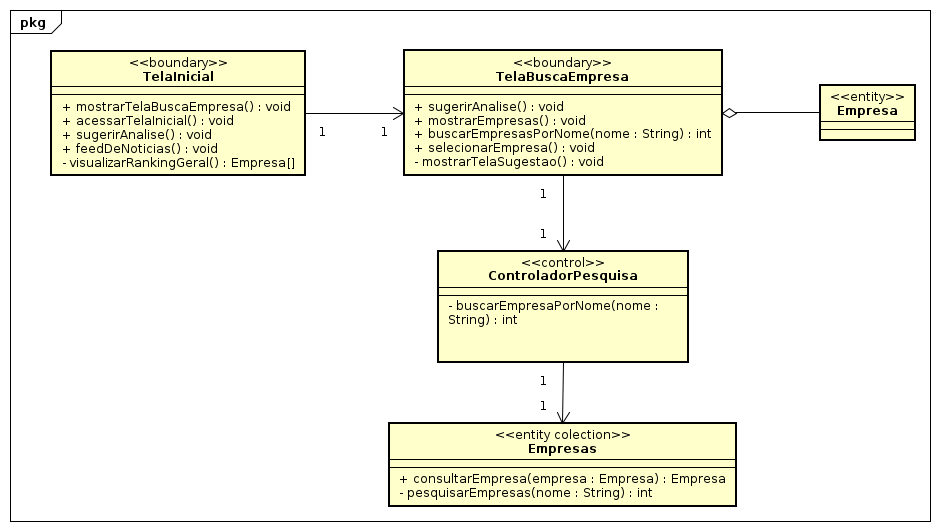 pkg
<<boundary>>
TelaInicial
+ mostrarTelaBuscaEmpresa() : void
+ acessarTelaInicial() : void
+ sugerirAnalise() : void
+ feedDeNoticias() : void
- visualizarRankingGeral() : Empresa[]
1
1
<<boundary>>
TelaBuscaEmpresa
+ sugerirAnalise() : void
+ mostrarEmpresas() : void
+ buscarEmpresasPorNome(nome : String) : int
+ selecionarEmpresa() : void
- mostrarTelaSugestao() : void
<<entity>>
Empresa
1
1
<<control>>
ControladorPesquisa
- buscarEmpresaPorNome(nome :
String) : int
1
1
<<entity colection>>
Empresas
+ consultarEmpresa(empresa : Empresa) : Empresa
- pesquisarEmpresas(nome : String) : int